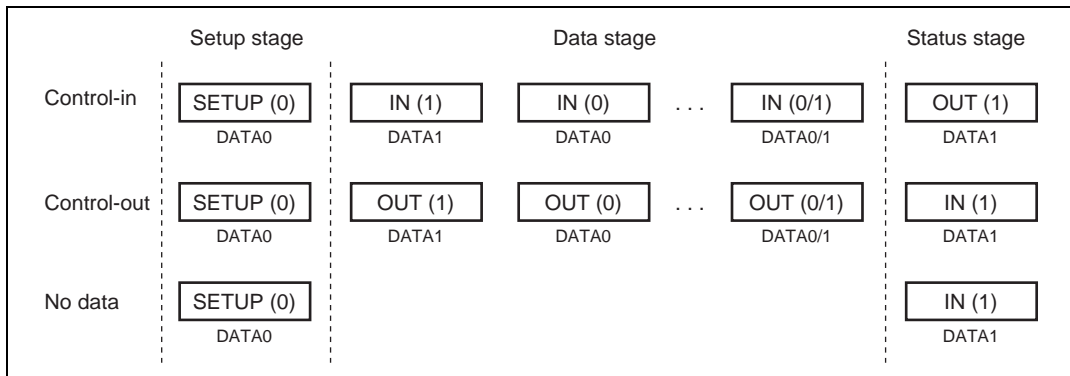 Setup stage Data stage Status stage
Control-in SETUP (0) IN (1) IN (0) . . . IN (0/1) OUT (1)
DATA0 DATA1 DATA0 DATA0/1 DATA1
Control-out SETUP (0) OUT (1) OUT (0) . . . OUT (0/1) IN (1)
DATA0 DATA1 DATA0 DATA0/1 DATA1
No data SETUP (0) IN (1)
DATA0 DATA1